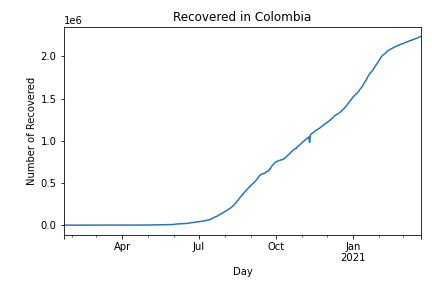 Recovered in Colombia
1e6
2.0
1.5
1.0
0.5
0.0
Number of Recovered
Apr
Jul
Oct
Jan
2021
Day